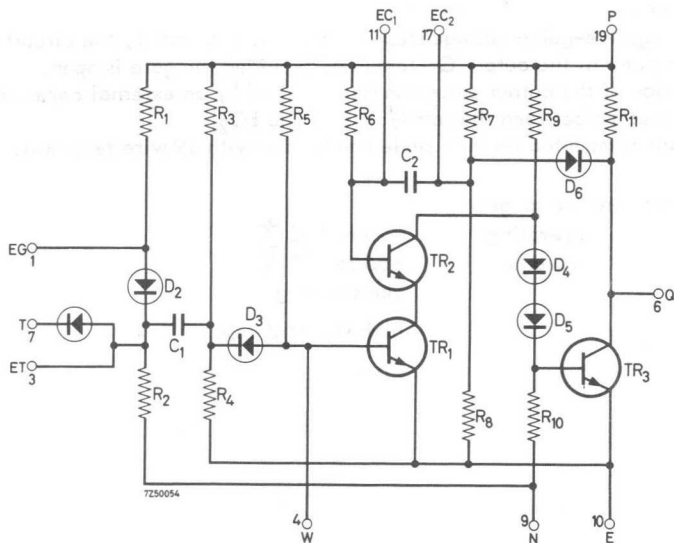 EC1 EC2 P
11 17 19
R1 R3 R5 R6 R7 R9 R11
C2
D6
EG 1
D2
TR2
D4
Q 6
T 7
C1
D3
TR1
D5
TR3
ET 3
R2 R4 R8 R10
7Z50054
4 W
9 N
10 E